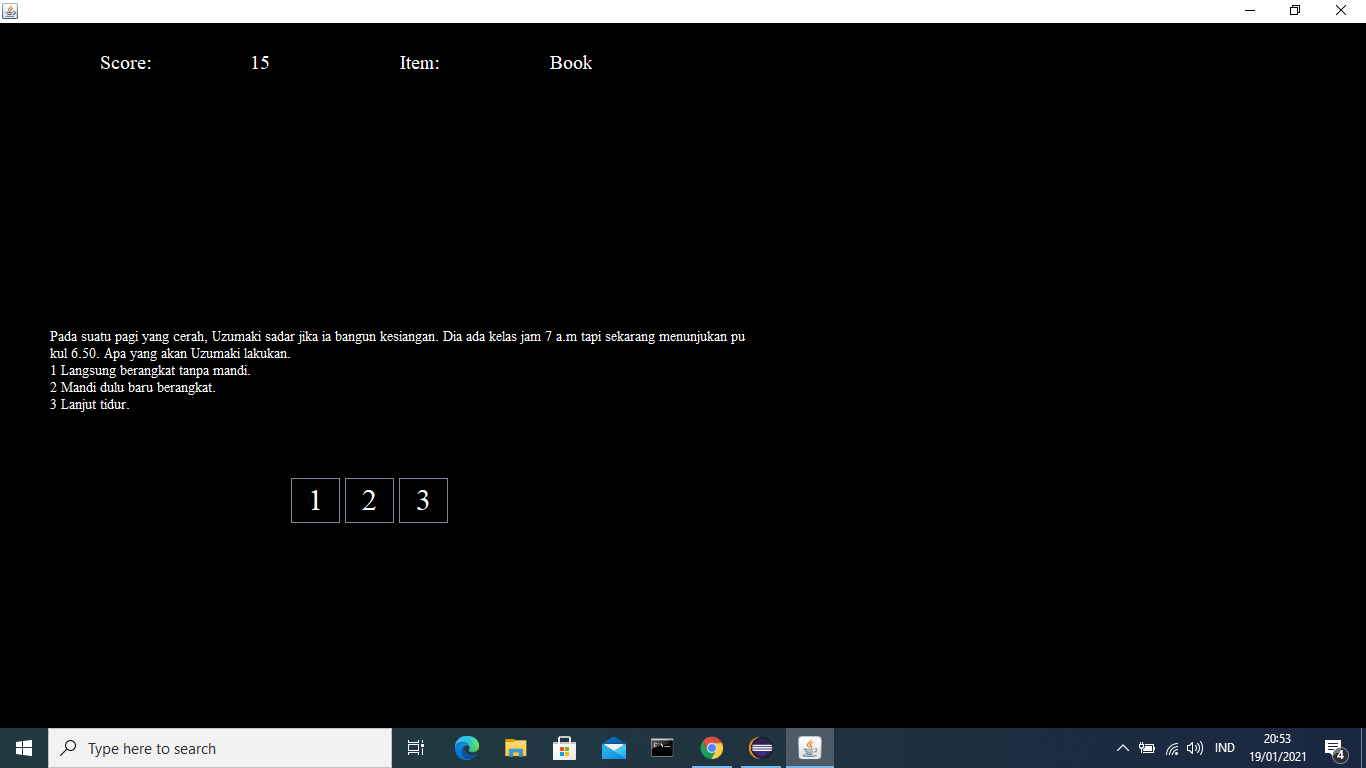 Score: 15 Item: Book
Pada suatu pagi yang cerah, Uzumaki sadar jika ia bangun kesiangan. Dia ada kelas jam 7 a.m tapi sekarang menunjukan pu
kul 6.50. Apa yang akan Uzumaki lakukan.
1 Langsung berangkat tanpa mandi.
2 Mandi dulu baru berangkat.
3 Lanjut tidur.
1 2 3
Type here to search
IND
20:53
19/01/2021
4